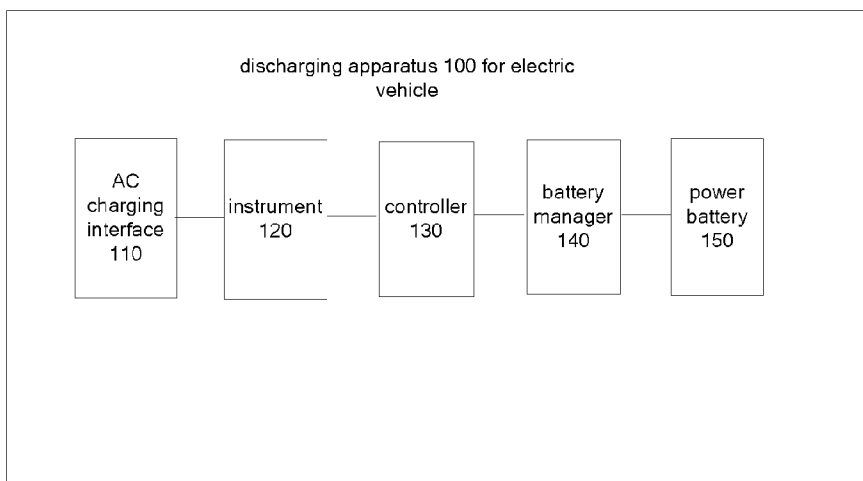 discharging apparatus 100 for electric
vehicle
AC
charging
interface
110
instrument
120
controller
130
battery
manager
140
power
battery
150